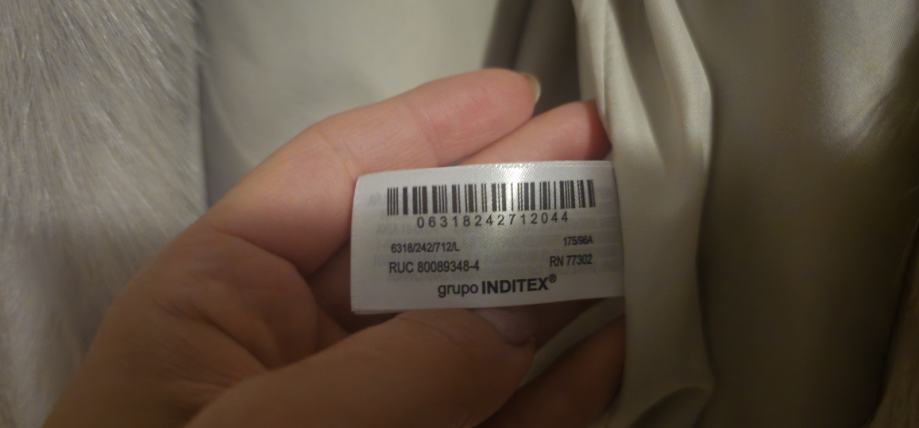 06318242712044
6318/242/712/L 175/96A
RUC 80089348-4 RN 77302
grupo INDITEX®